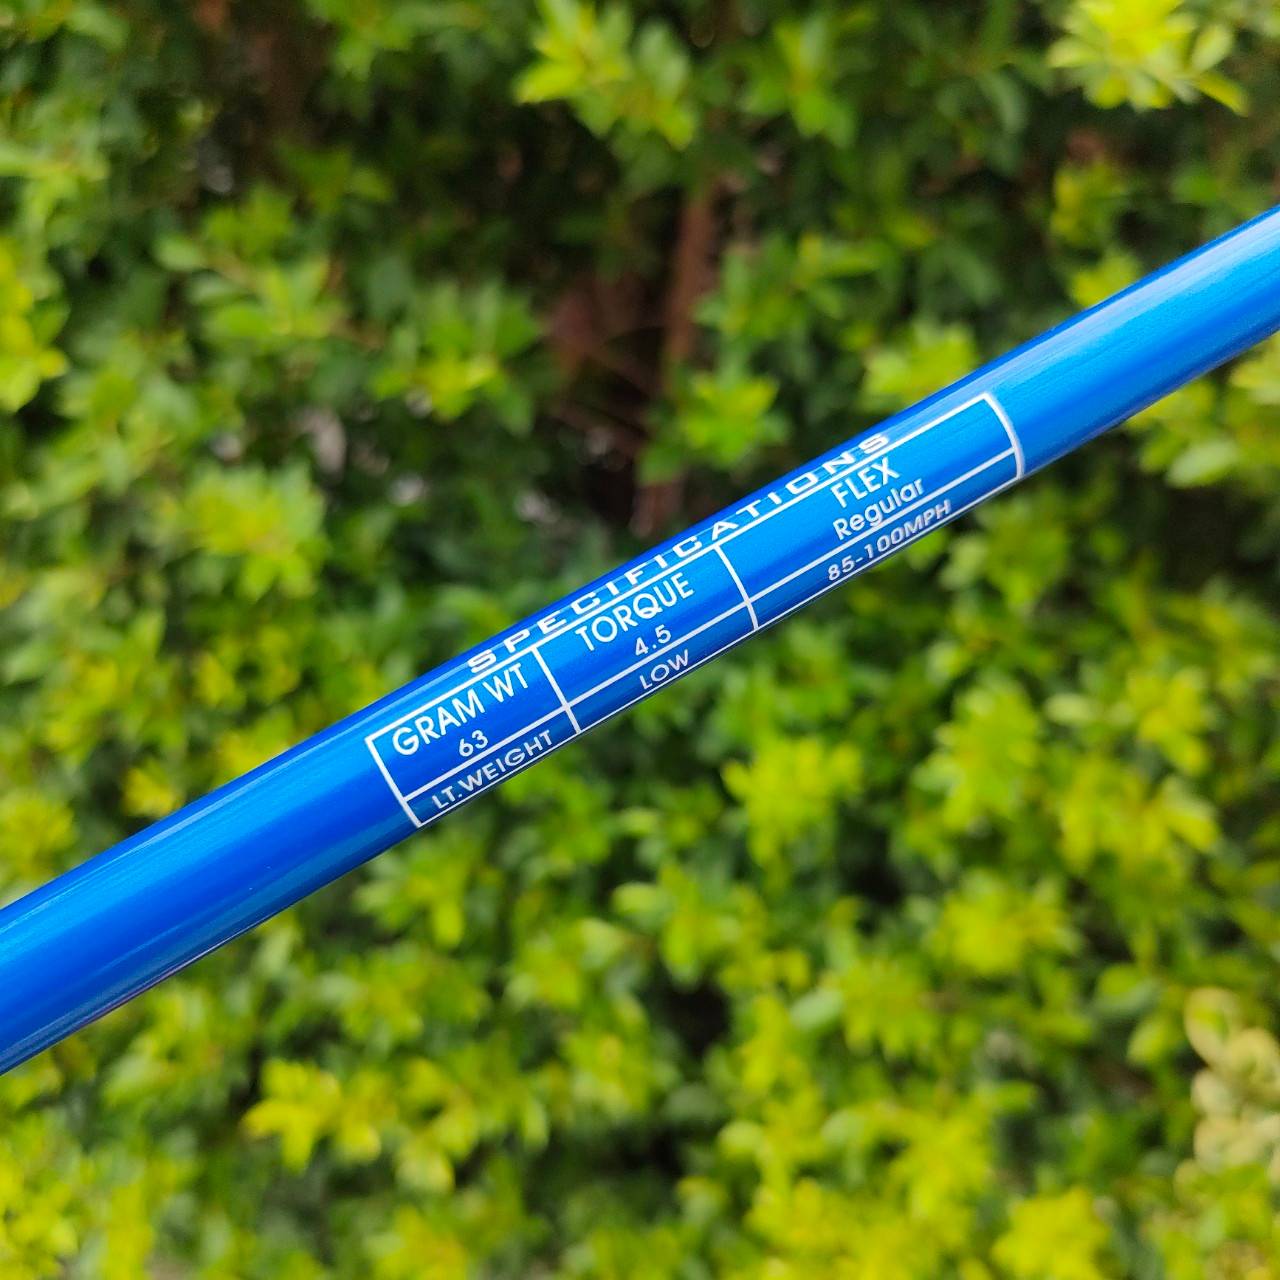 SPECIFICATIONS
GRAM WT TORQUE FLEX
63 4.5 Regular
LT.WEIGHT LOW 85-100MPH